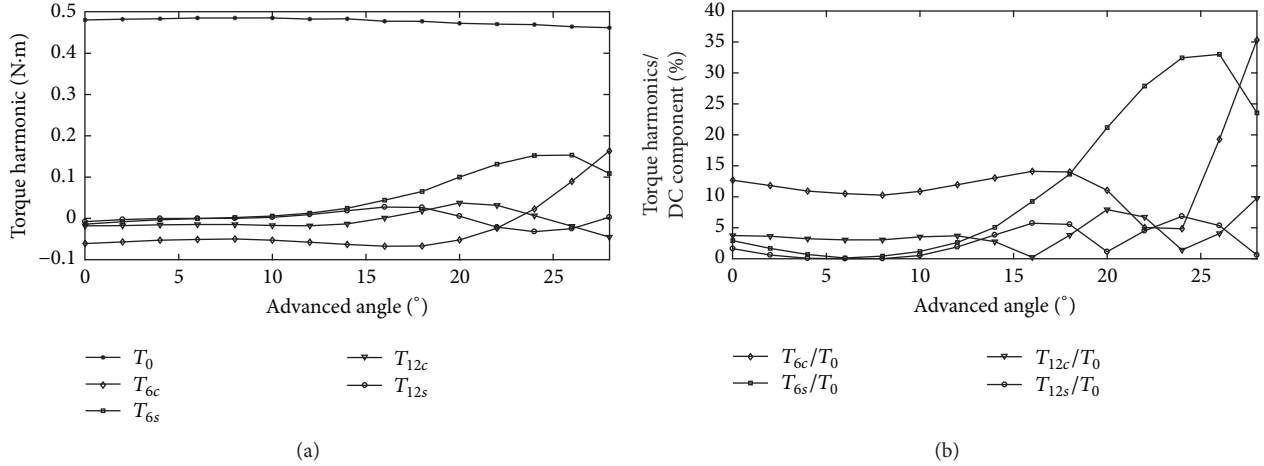 Torque harmonic (N·m)
0.5
0.4
0.3
0.2
0.1
0
−0.1
0 5 10 15 20 25
Advanced angle (°)
T0
T6c
T6s
T12c
T12s
(a)
Torque harmonics/
DC component (%)
40
35
30
25
20
15
10
5
0
0 5 10 15 20 25
Advanced angle (°)
T6c/T0
T6s/T0
T12c/T0
T12s/T0
(b)